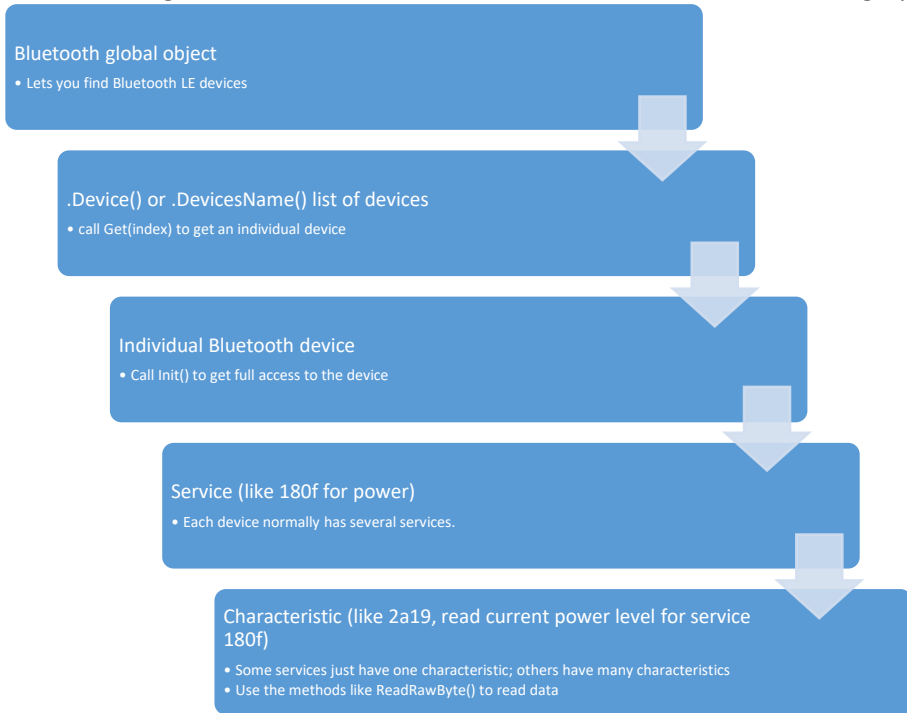 Bluetooth global object
• Lets you find Bluetooth LE devices
.Device() or .DevicesName() list of devices
• call Get(index) to get an individual device
Individual Bluetooth device
• Call Init() to get full access to the device
Service (like 180f for power)
• Each device normally has several services.
Characteristic (like 2a19, read current power level for service
180f)
• Some services just have one characteristic; others have many characteristics
• Use the methods like ReadRawByte() to read data